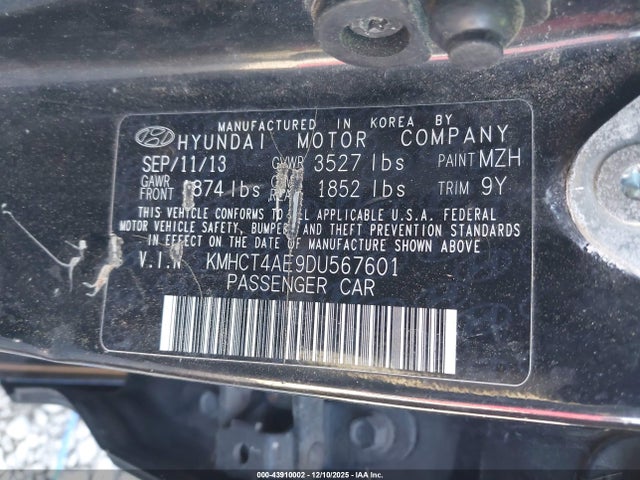 MANUFACTURED IN KOREA BY
HYUNDAI MOTOR COMPANY
SEP/11/13 GVWR 3527 lbs PAINT MZH
GAWR FRONT 874 lbs 1852 lbs TRIM 9Y
THIS VEHICLE CONFORMS TO ALL APPLICABLE U.S.A. FEDERAL
MOTOR VEHICLE SAFETY, BUMPER AND THEFT PREVENTION STANDARDS
IN EFFECT ON THE DATE OF MANUFACTURE SHOWN ABOVE
V.I.N KMHCT4AE9DU567601
PASSENGER CAR
000-43910002 - 12/10/2025 - IAA Inc.